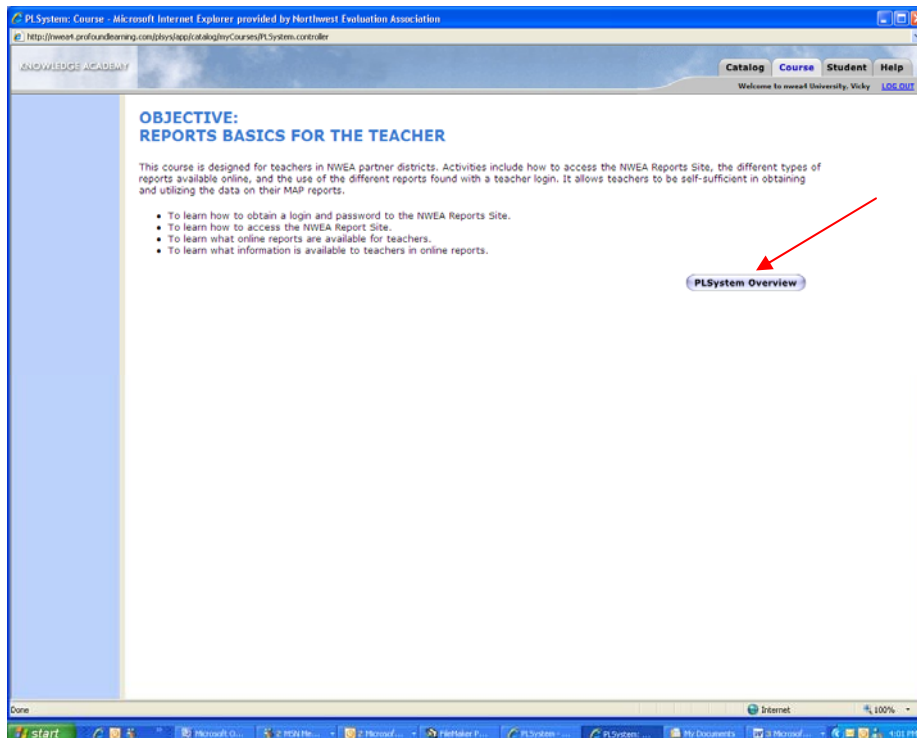 PLSystem: Course - Microsoft Internet Explorer provided by Northwest Evaluation Association
http://nwea4.profoundlearning.com/plsys/app/catalog/myCourses/PLSystem.controller
KNOWLEDGE ACADEMY
Catalog Course Student Help
Welcome to nwea4 University, Vicky LOG OUT
OBJECTIVE:
REPORTS BASICS FOR THE TEACHER
This course is designed for teachers in NWEA partner districts. Activities include how to access the NWEA Reports Site, the different types of
reports available online, and the use of the different reports found with a teacher login. It allows teachers to be self-sufficient in obtaining
and utilizing the data on their MAP reports.
• To learn how to obtain a login and password to the NWEA Reports Site.
• To learn how to access the NWEA Report Site.
• To learn what online reports are available for teachers.
• To learn what information is available to teachers in online reports.
PLSystem Overview
Done Internet 100%
start Microsoft O... 2 MSN Me... 2 Microsof... FileMaker P... PLSystem - ... PLSystem: ... My Documents 3 Microsof... 4:01 PM